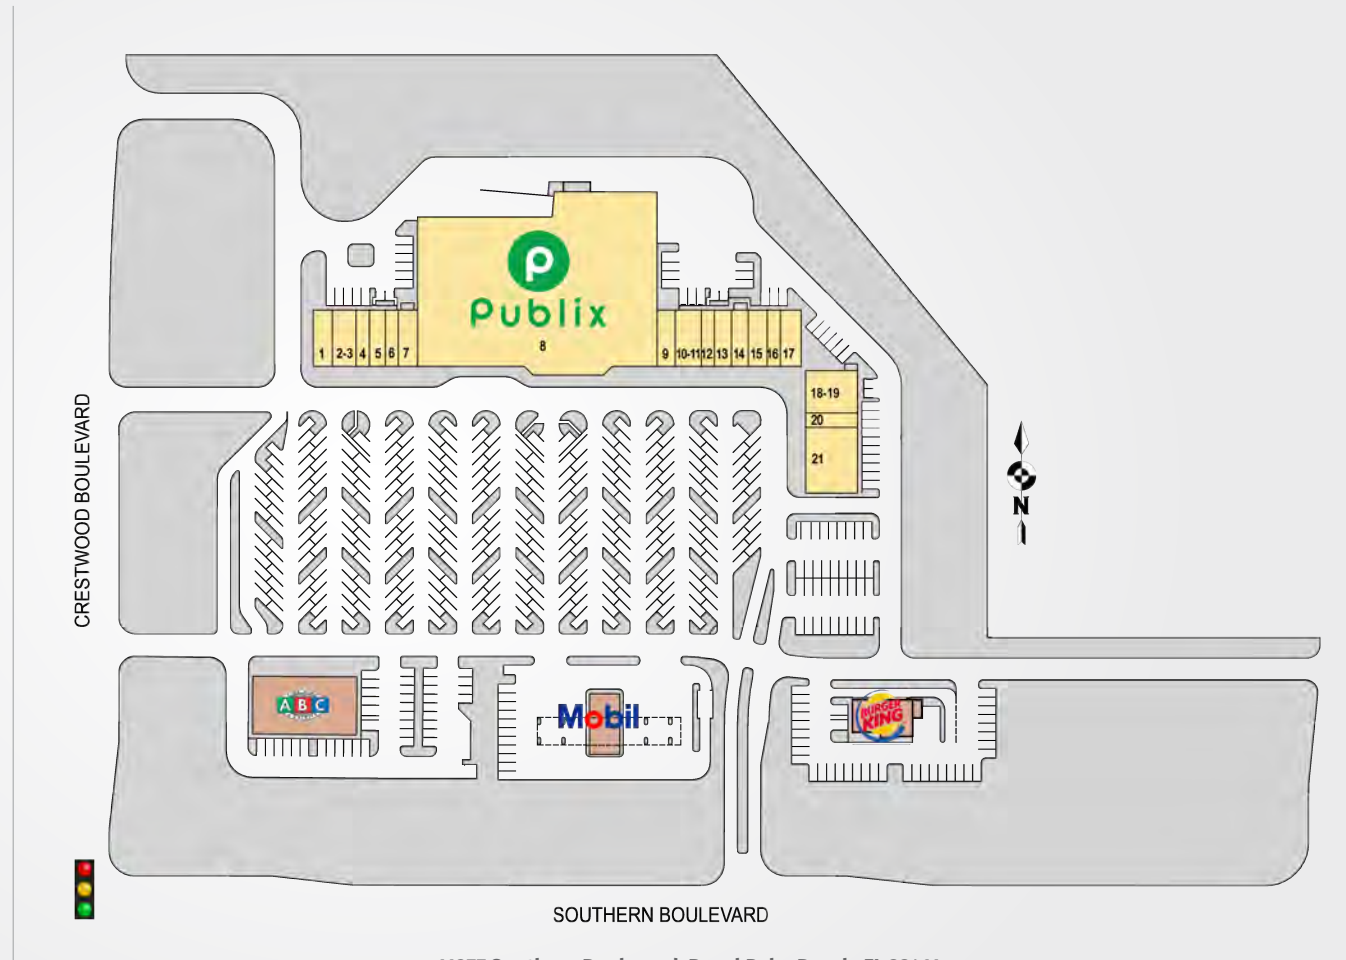 Publix
1 2-3 4 5 6 7 8 9 10-11 12 13 14 15 16 17
18-19
20
21
CRESTWOOD BOULEVARD
N
ABC
Mobil
BURGER KING
SOUTHERN BOULEVARD